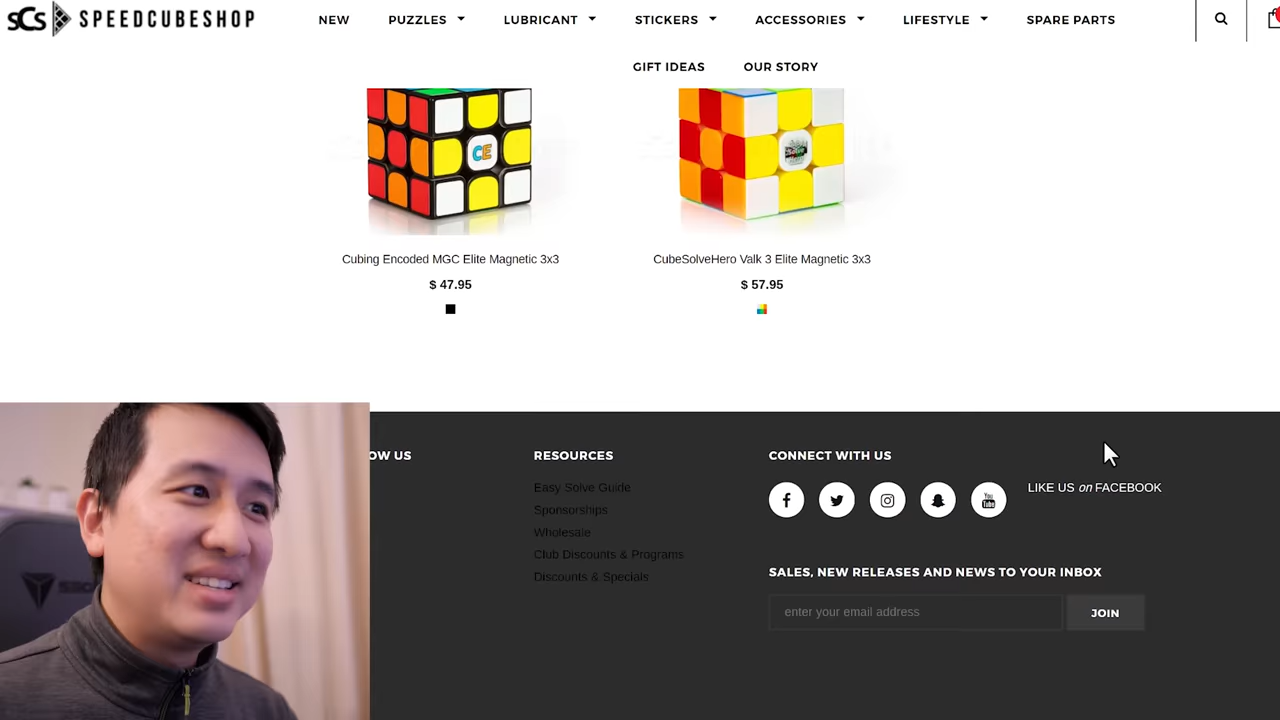 sCs SPEEDCUBESHOP
NEW PUZZLES LUBRICANT STICKERS ACCESSORIES LIFESTYLE SPARE PARTS
GIFT IDEAS OUR STORY
CE
Cubing Encoded MGC Elite Magnetic 3x3
$ 47.95
CubeSolveHero Valk 3 Elite Magnetic 3x3
$ 57.95
OW US
RESOURCES
Easy Solve Guide
Sponsorships
Wholesale
Club Discounts & Programs
Discounts & Specials
CONNECT WITH US
You Tube
LIKE US on FACEBOOK
SALES, NEW RELEASES AND NEWS TO YOUR INBOX
enter your email address
JOIN